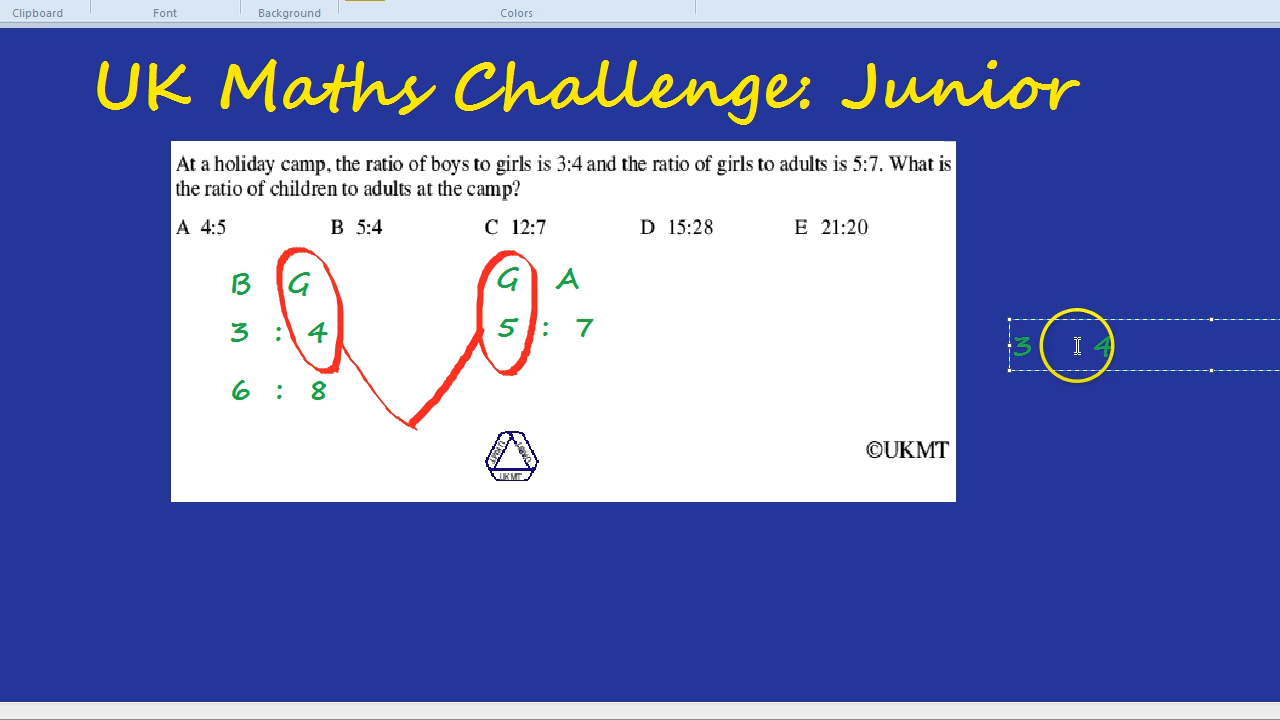 Clipboard Font Background Colors
UK Maths Challenge: Junior
At a holiday camp, the ratio of boys to girls is 3:4 and the ratio of girls to adults is 5:7. What is
the ratio of children to adults at the camp?
A 4:5 B 5:4 C 12:7 D 15:28 E 21:20
B G G A
3 : 4 5 : 7
3 4
6 : 8
©UKMT
UK MT